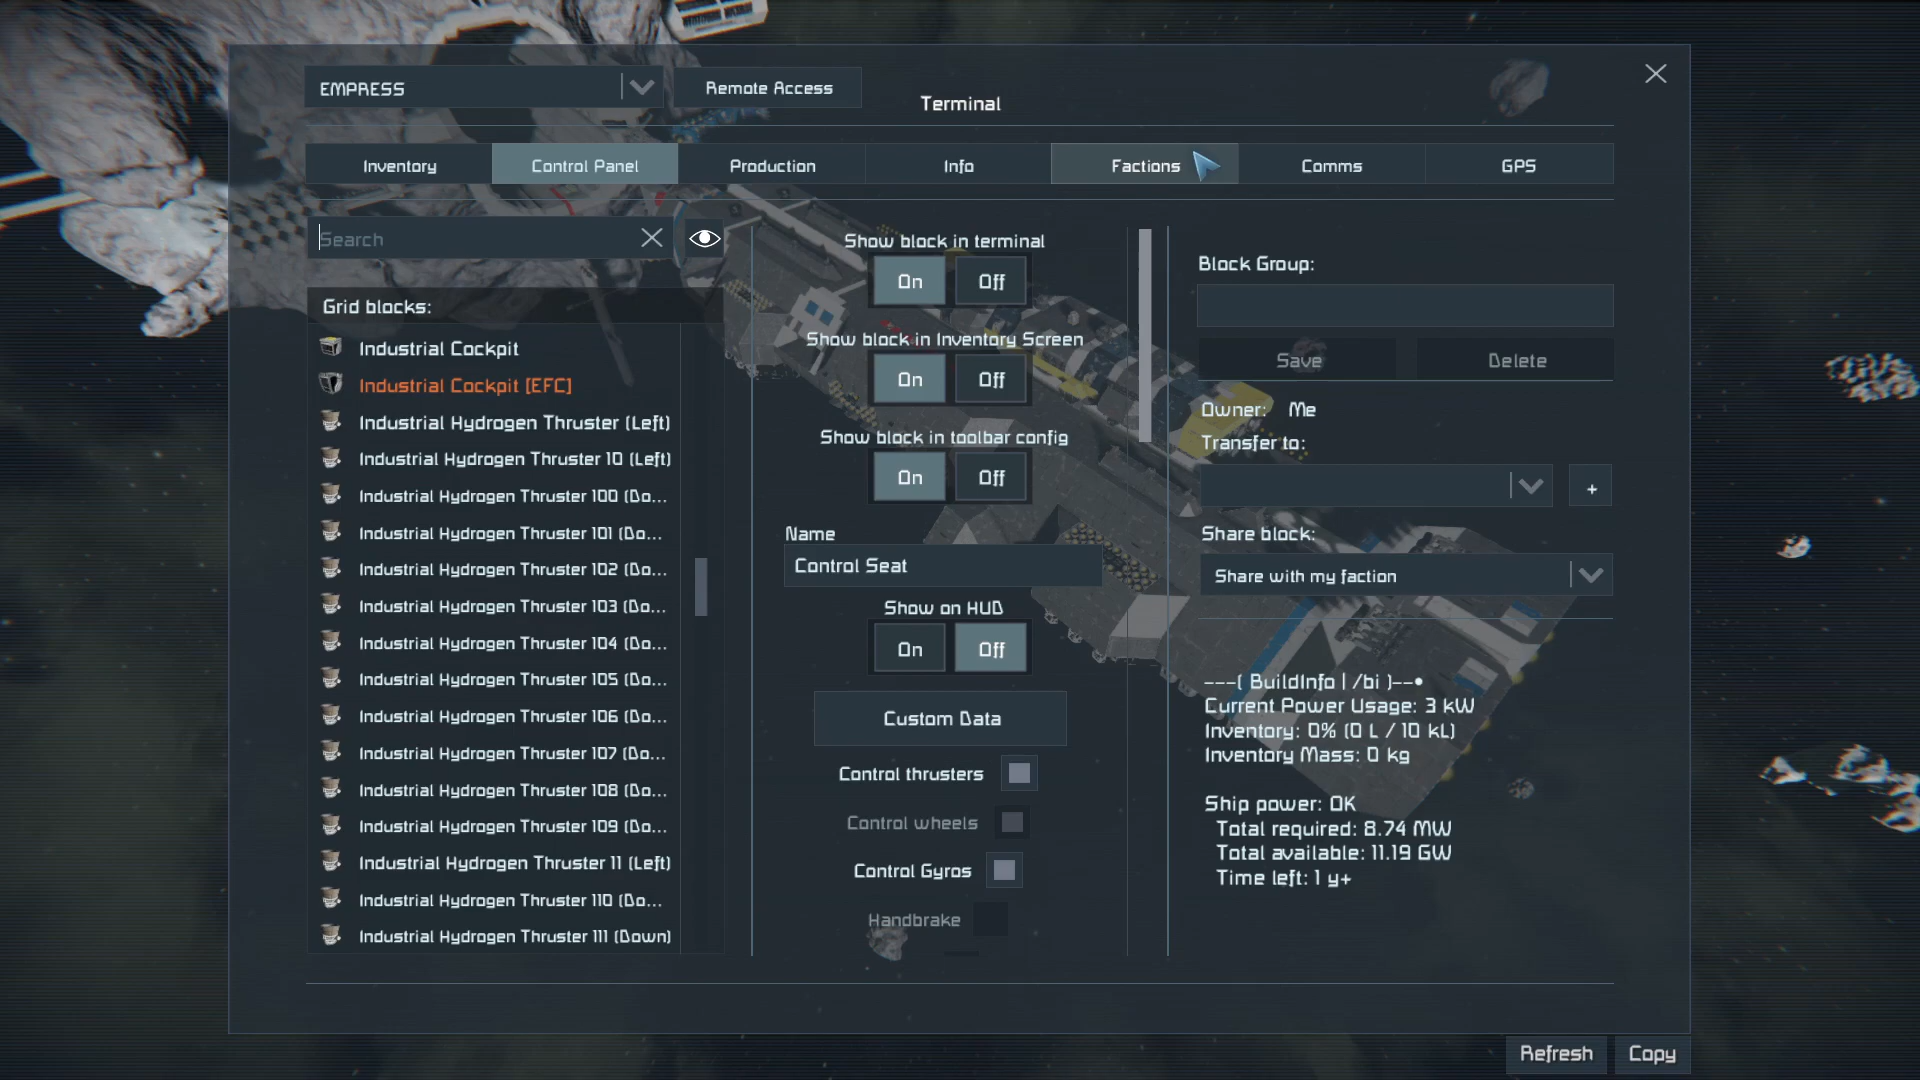 EMPRESS
Remote Access
Terminal
Inventory
Control Panel
Production
Info
Factions
Comms
GPS
Search
Grid blocks:
Industrial Cockpit
Industrial Cockpit [EFC]
Industrial Hydrogen Thruster (Left)
Industrial Hydrogen Thruster 10 (Left)
Industrial Hydrogen Thruster 100 (Do...
Industrial Hydrogen Thruster 101 (Do...
Industrial Hydrogen Thruster 102 (Do...
Industrial Hydrogen Thruster 103 (Do...
Industrial Hydrogen Thruster 104 (Do...
Industrial Hydrogen Thruster 105 (Do...
Industrial Hydrogen Thruster 106 (Do...
Industrial Hydrogen Thruster 107 (Do...
Industrial Hydrogen Thruster 108 (Do...
Industrial Hydrogen Thruster 109 (Do...
Industrial Hydrogen Thruster 11 (Left)
Industrial Hydrogen Thruster 110 (Do...
Industrial Hydrogen Thruster 111 (Down)
Show block in terminal
On Off
Show block in Inventory Screen
On Off
Show block in toolbar config
On Off
Name
Control Seat
Show on HUD
On Off
Custom Data
Control thrusters
Control wheels
Control Gyros
Handbrake
Block Group:
Save
Delete
Owner: Me
Transfer to:
+
Share block:
Share with my faction
---( BuildInfo | /bi )--•
Current Power Usage: 3 kW
Inventory: 0% (0 L / 10 kL)
Inventory Mass: 0 kg
Ship power: OK
Total required: 8.74 MW
Total available: 11.19 GW
Time left: 1 y+
Refresh
Copy